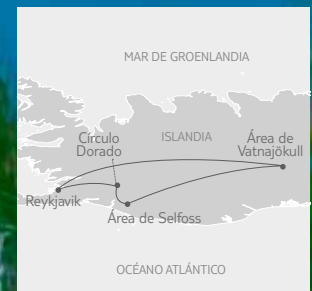 MAR DE GROENLANDIA
Círculo
Dorado
ISLANDIA
Área de
Vatnajökull
Reykjavik
Área de Selfoss
OCÉANO ATLÁNTICO